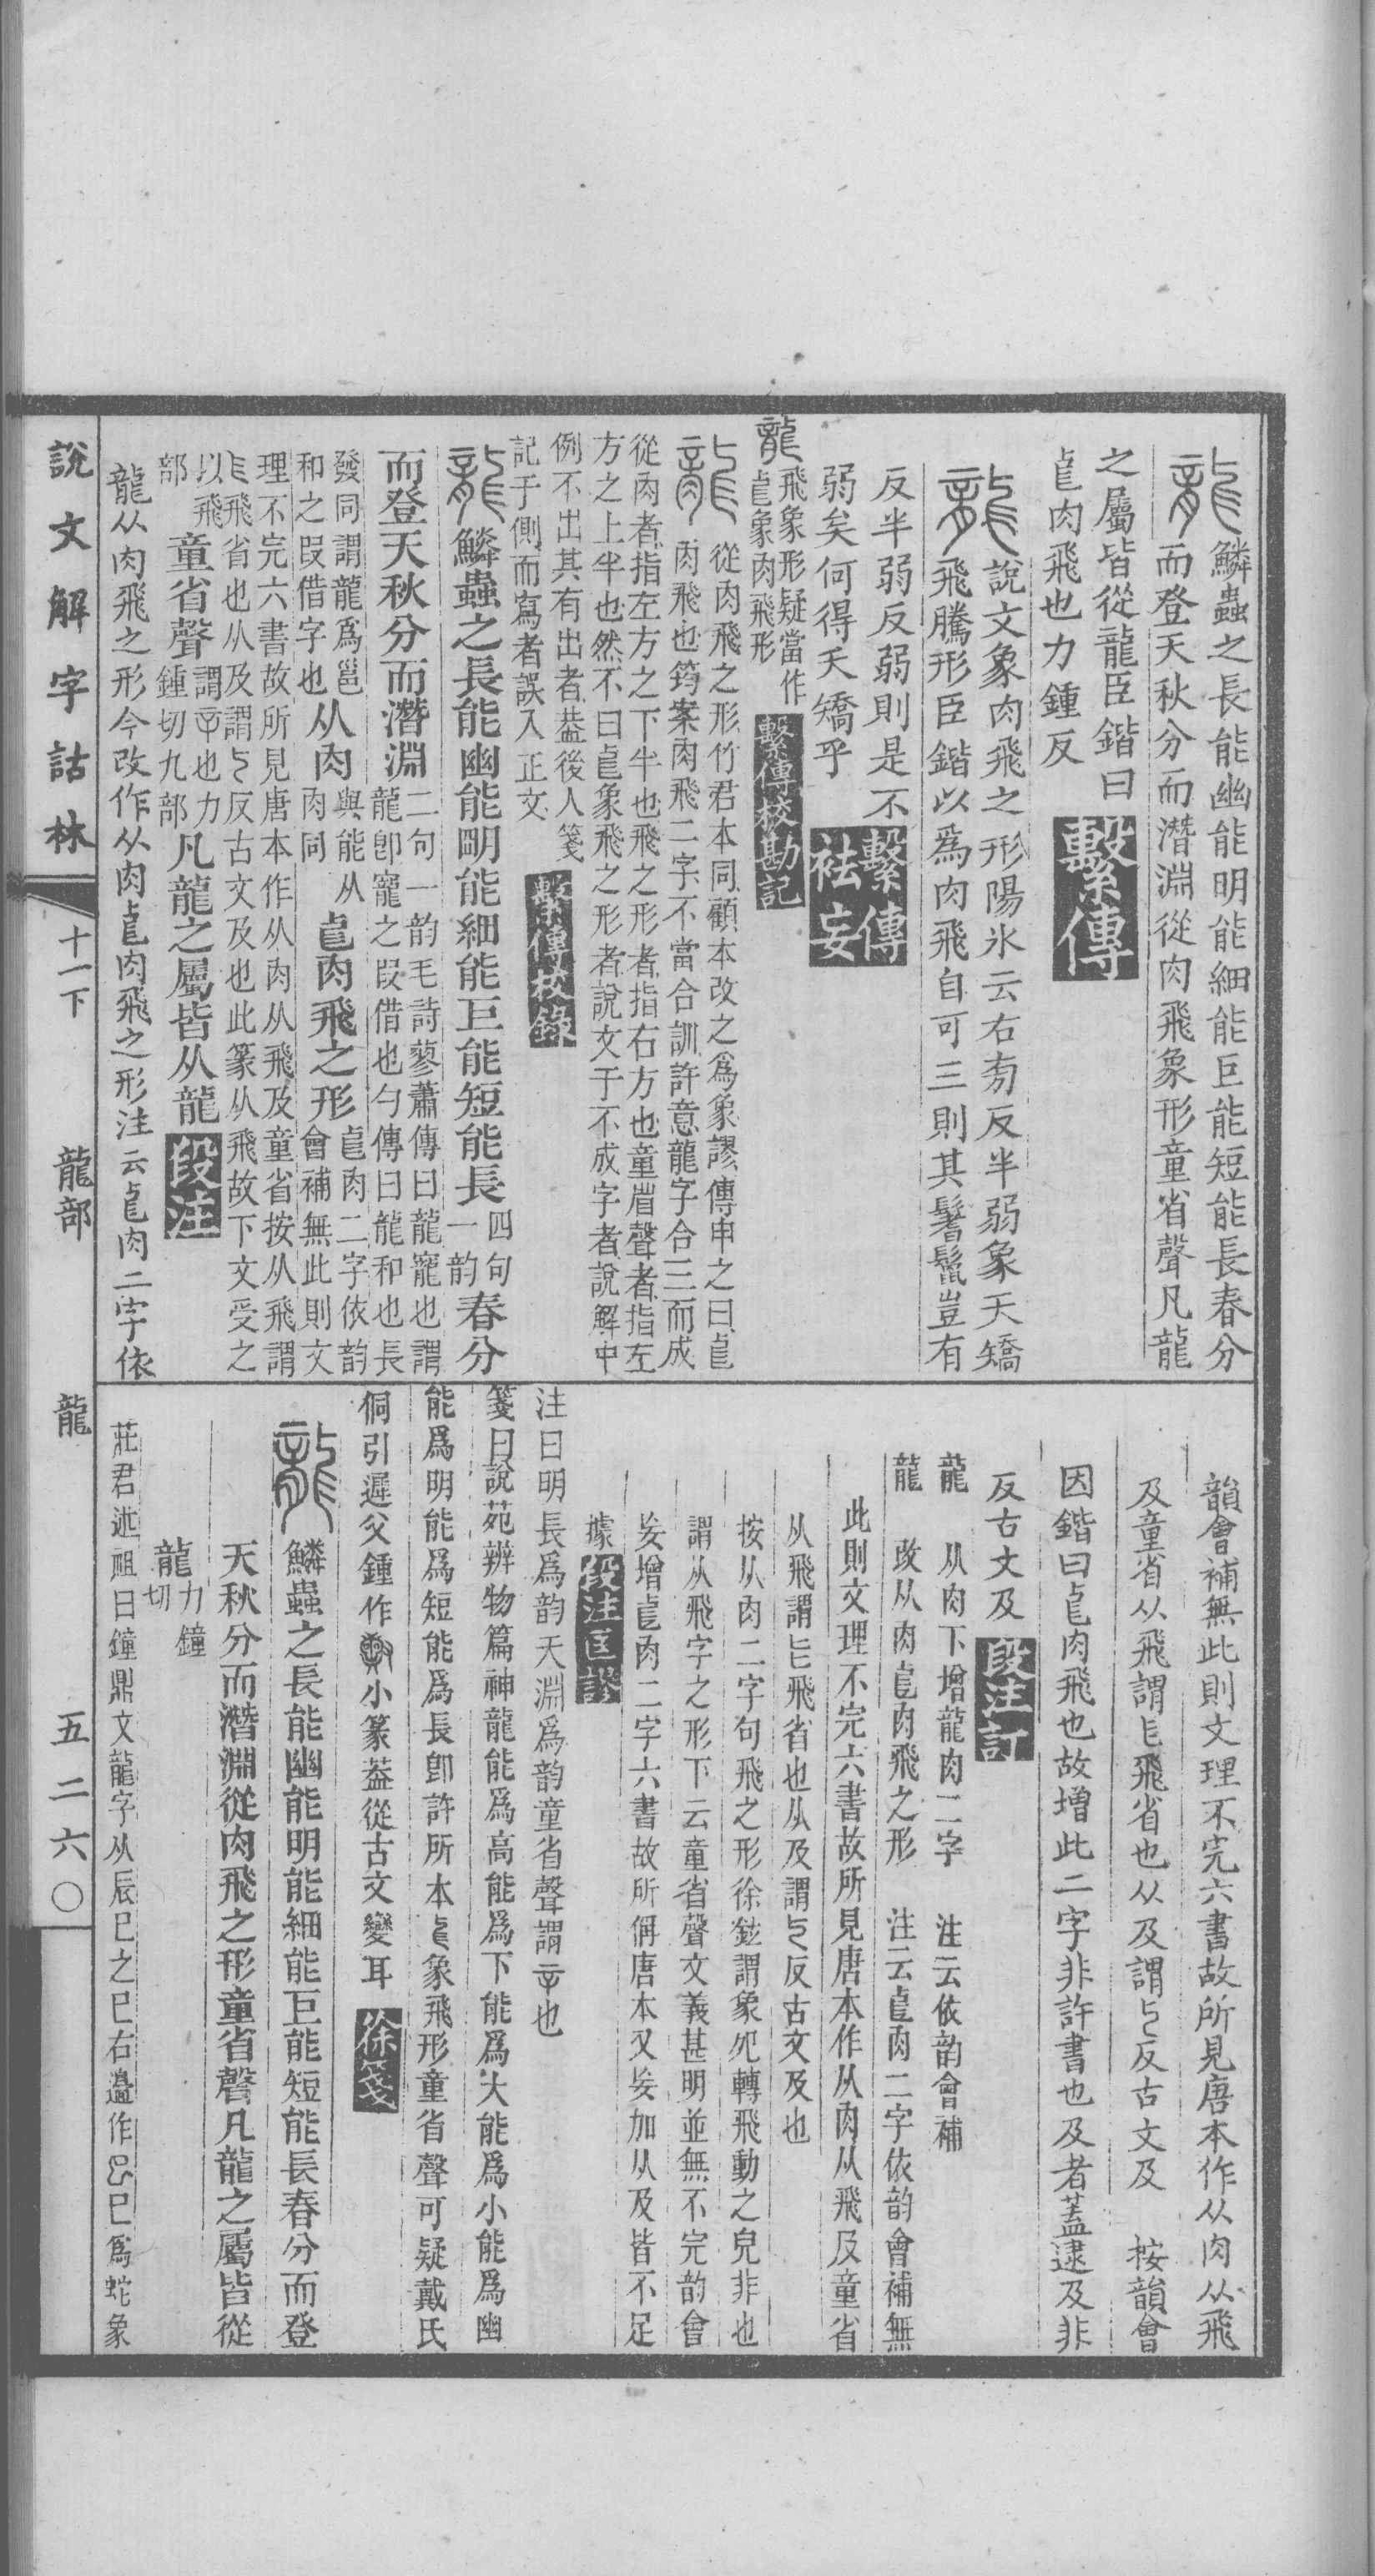 龍鱗蟲之長能幽能明能細能巨能短能長春分
而登天秋分而潛淵從肉飛象形童省聲凡龍
之屬皆從龍臣鍇曰
皀肉飛也力鍾反
繫傳
龍說文象肉飛之形陽氷云右旁反半弱象夭矯
飛騰形臣鍇以為肉飛自可三則其鬐鬛豈有
反半弱反弱則是不
弱矣何得夭矯乎
繫傳
袪妄
龍飛象形疑當作
皀象肉飛形
繫傳校勘記
龍從肉飛之形竹君本同顧本改之為象謬傳申之曰皀
肉飛也筠案肉飛二字不當合訓許意龍字合三而成
從肉者指左方之下半也飛之形者指右方也童省聲者指左
方之上半也然不曰皀象飛之形者說文于不成字者說解中
例不出其有出者葢後人箋
記于側而寫者誤入正文
繫傳校錄
龍鱗蟲之長能幽能朙能細能巨能短能長四句一韵春分
而登天秋分而潛淵二句一韵毛詩蓼蕭傳曰龍寵也謂
龍卽寵之叚借也勺傳曰龍和也長
發同謂龍爲邕
和之叚借字也从肉與能从肉同皀肉飛之形皀肉二字依韵
會補無此則文
理不完六書故所見唐本作从肉从飛及童省按从飛謂
飛省也从及謂反古文及也此篆从飛故下文受之
以飛部童省聲謂䇂也力鍾切九部凡龍之屬皆从龍
段注
龍从肉飛之形今改作从肉皀肉飛之形注云皀肉二字依
韻會補無此則文理不完六書故所見唐本作从肉从飛
及童省从飛謂飛省也从及謂反古文及 按韻會
因鍇曰皀肉飛也故增此二字非許書也及者葢逮及非
反古文及
段注訂
龍 从肉下增龍肉二字 注云依韵會補
龍 改从肉皀肉飛之形 注云皀肉二字依韵會補無
此則文理不完六書故所見唐本作从肉从飛及童省
从飛謂飛省也从及謂反古文及也
按从肉二字句飛之形徐鉉謂象夗轉飛動之皃非也
謂从飛字之形下云童省聲文義甚明並無不完韵會
妄增皀肉二字六書故所偁唐本又妄加从及皆不足
據
段注匡謬
注曰明長爲韵天淵爲韵童省聲謂䇂也
箋曰說苑辨物篇神龍能爲高能爲下能爲大能爲小能爲幽
能爲明能爲短能爲長卽許所本象飛形童省聲可疑戴氏
侗引遲父鍾作小篆葢從古文變耳
徐箋
龍鱗蟲之長能幽能明能細能巨能短能長春分而登
天秋分而潛淵從肉飛之形童省聲凡龍之屬皆從
龍力鐘切
莊君述祖曰鐘鼎文龍字从辰巳之巳右邊作巳爲蛇象
說文解字詁林 十一下 龍部 龍 五二六〇